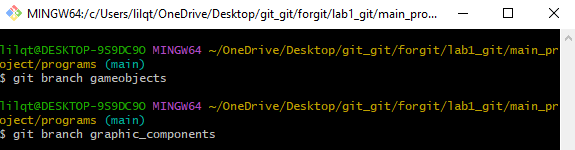 MINGW64:/c/Users/lilqt/OneDrive/Desktop/git_git/forgit/lab1_git/main_pro...
lilqt@DESKTOP-9S9DC9O MINGW64 ~/OneDrive/Desktop/git_git/forgit/lab1_git/main_pr
oject/programs (main)
$ git branch gameobjects
lilqt@DESKTOP-9S9DC9O MINGW64 ~/OneDrive/Desktop/git_git/forgit/lab1_git/main_pr
oject/programs (main)
$ git branch graphic_components